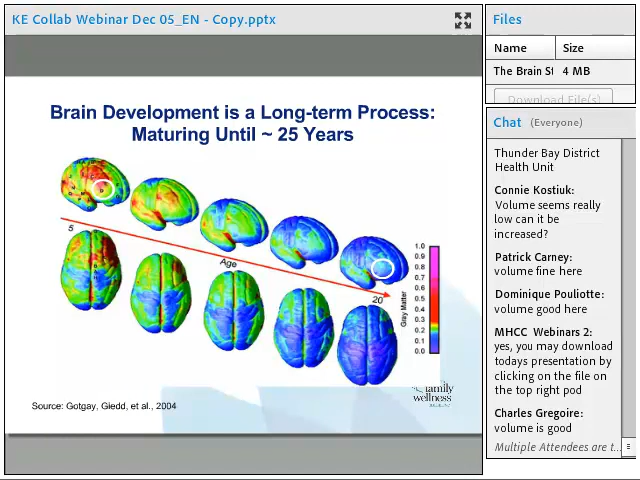 KE Collab Webinar Dec 05_EN - Copy.pptx
Brain Development is a Long-term Process:
Maturing Until ~ 25 Years
5
Age
20
1.0
0.9
0.8
0.7
0.6
0.5
0.4
0.3
0.2
0.1
0.0
Gray Matter
Source: Gotgay, Giedd, et al., 2004
family
wellness
Files
Name Size
The Brain St 4 MB
Download File(s)
Chat (Everyone)
Thunder Bay District
Health Unit
Connie Kostiuk:
Volume seems really
low can it be
increased?
Patrick Carney:
volume fine here
Dominique Pouliotte:
volume good here
MHCC Webinars 2:
yes, you may download
todays presentation by
clicking on the file on
the top right pod
Charles Gregoire:
volume is good
Multiple Attendees are t...